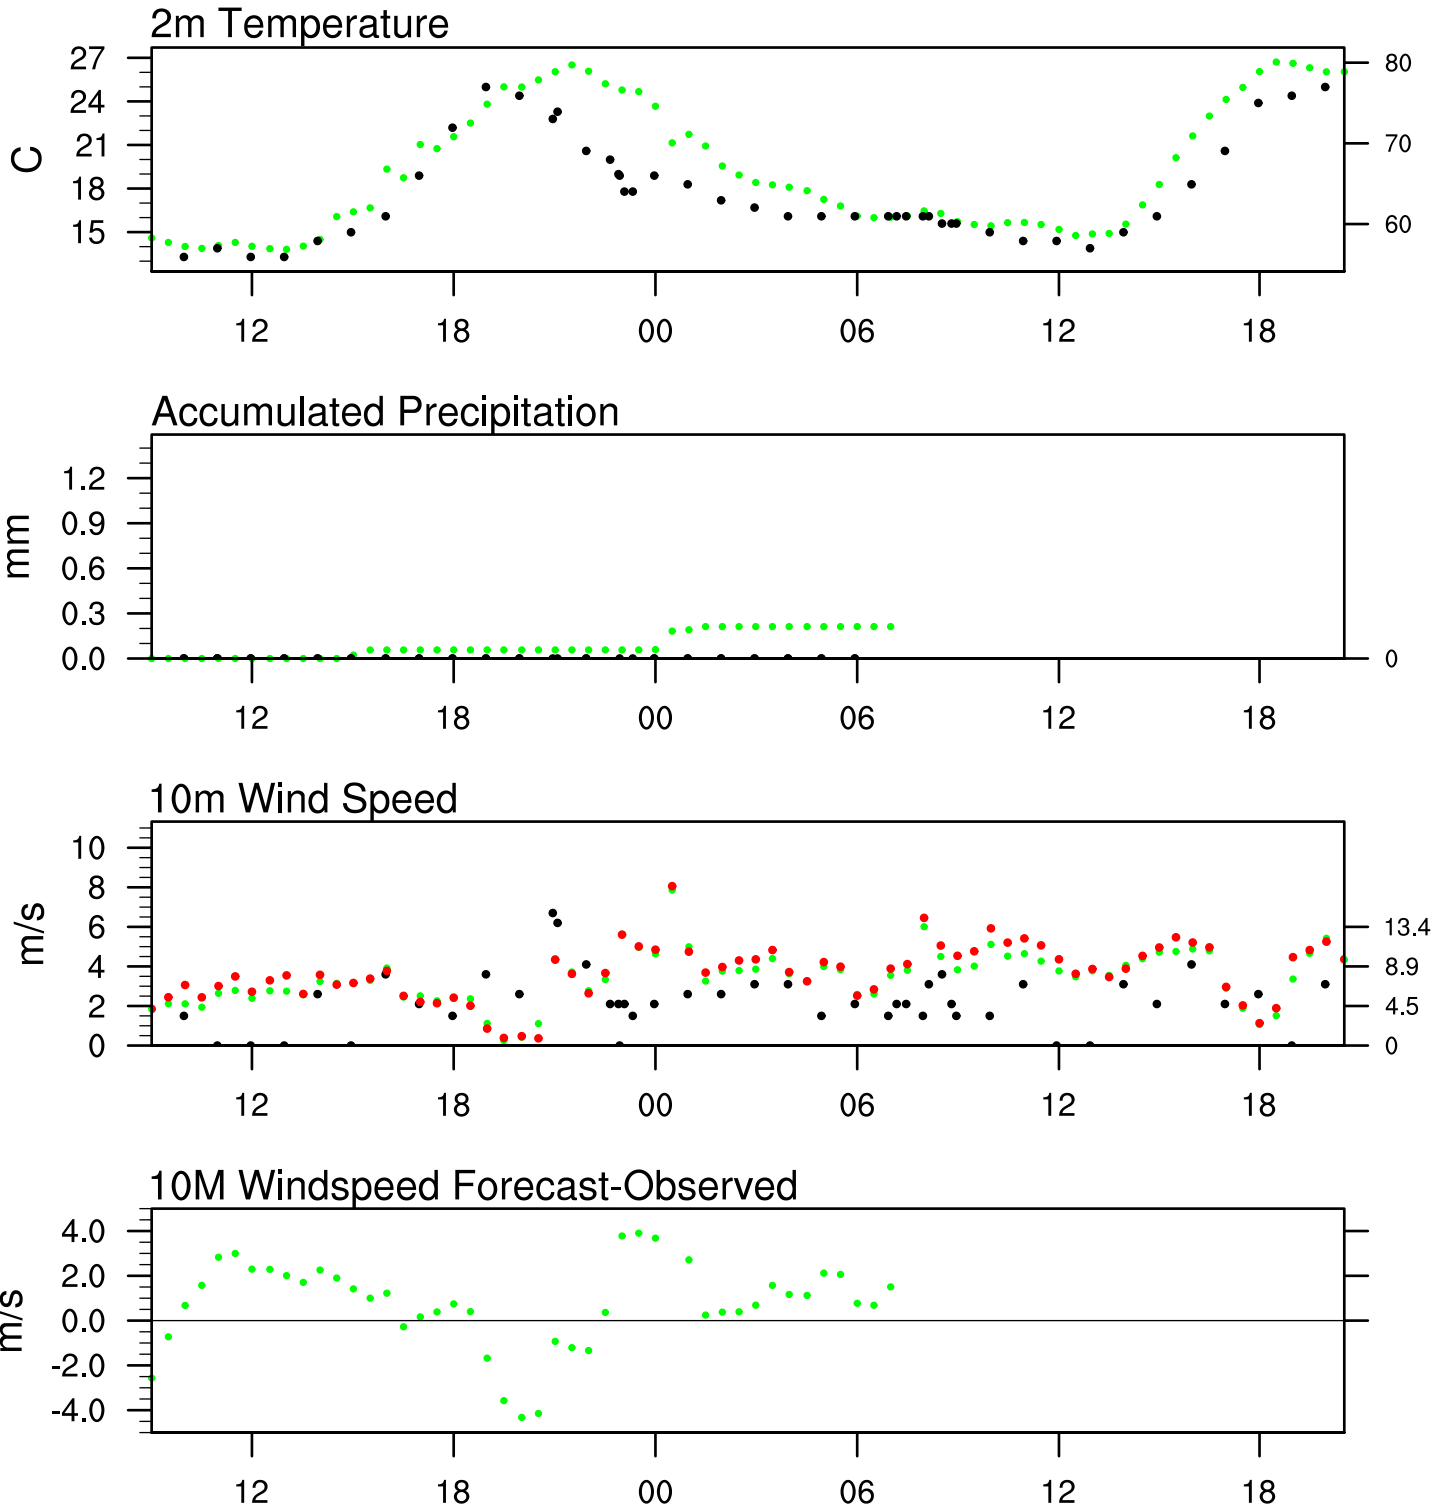 2m Temperature
27
24
21
18
15
C
80
70
60
12 18 00 06 12 18
Accumulated Precipitation
1.2
0.9
0.6
0.3
0.0
mm
0
12 18 00 06 12 18
10m Wind Speed
10
8
6
4
2
0
m/s
13.4
8.9
4.5
0
12 18 00 06 12 18
10M Windspeed Forecast-Observed
4.0
2.0
0.0
-2.0
-4.0
m/s
12 18 00 06 12 18